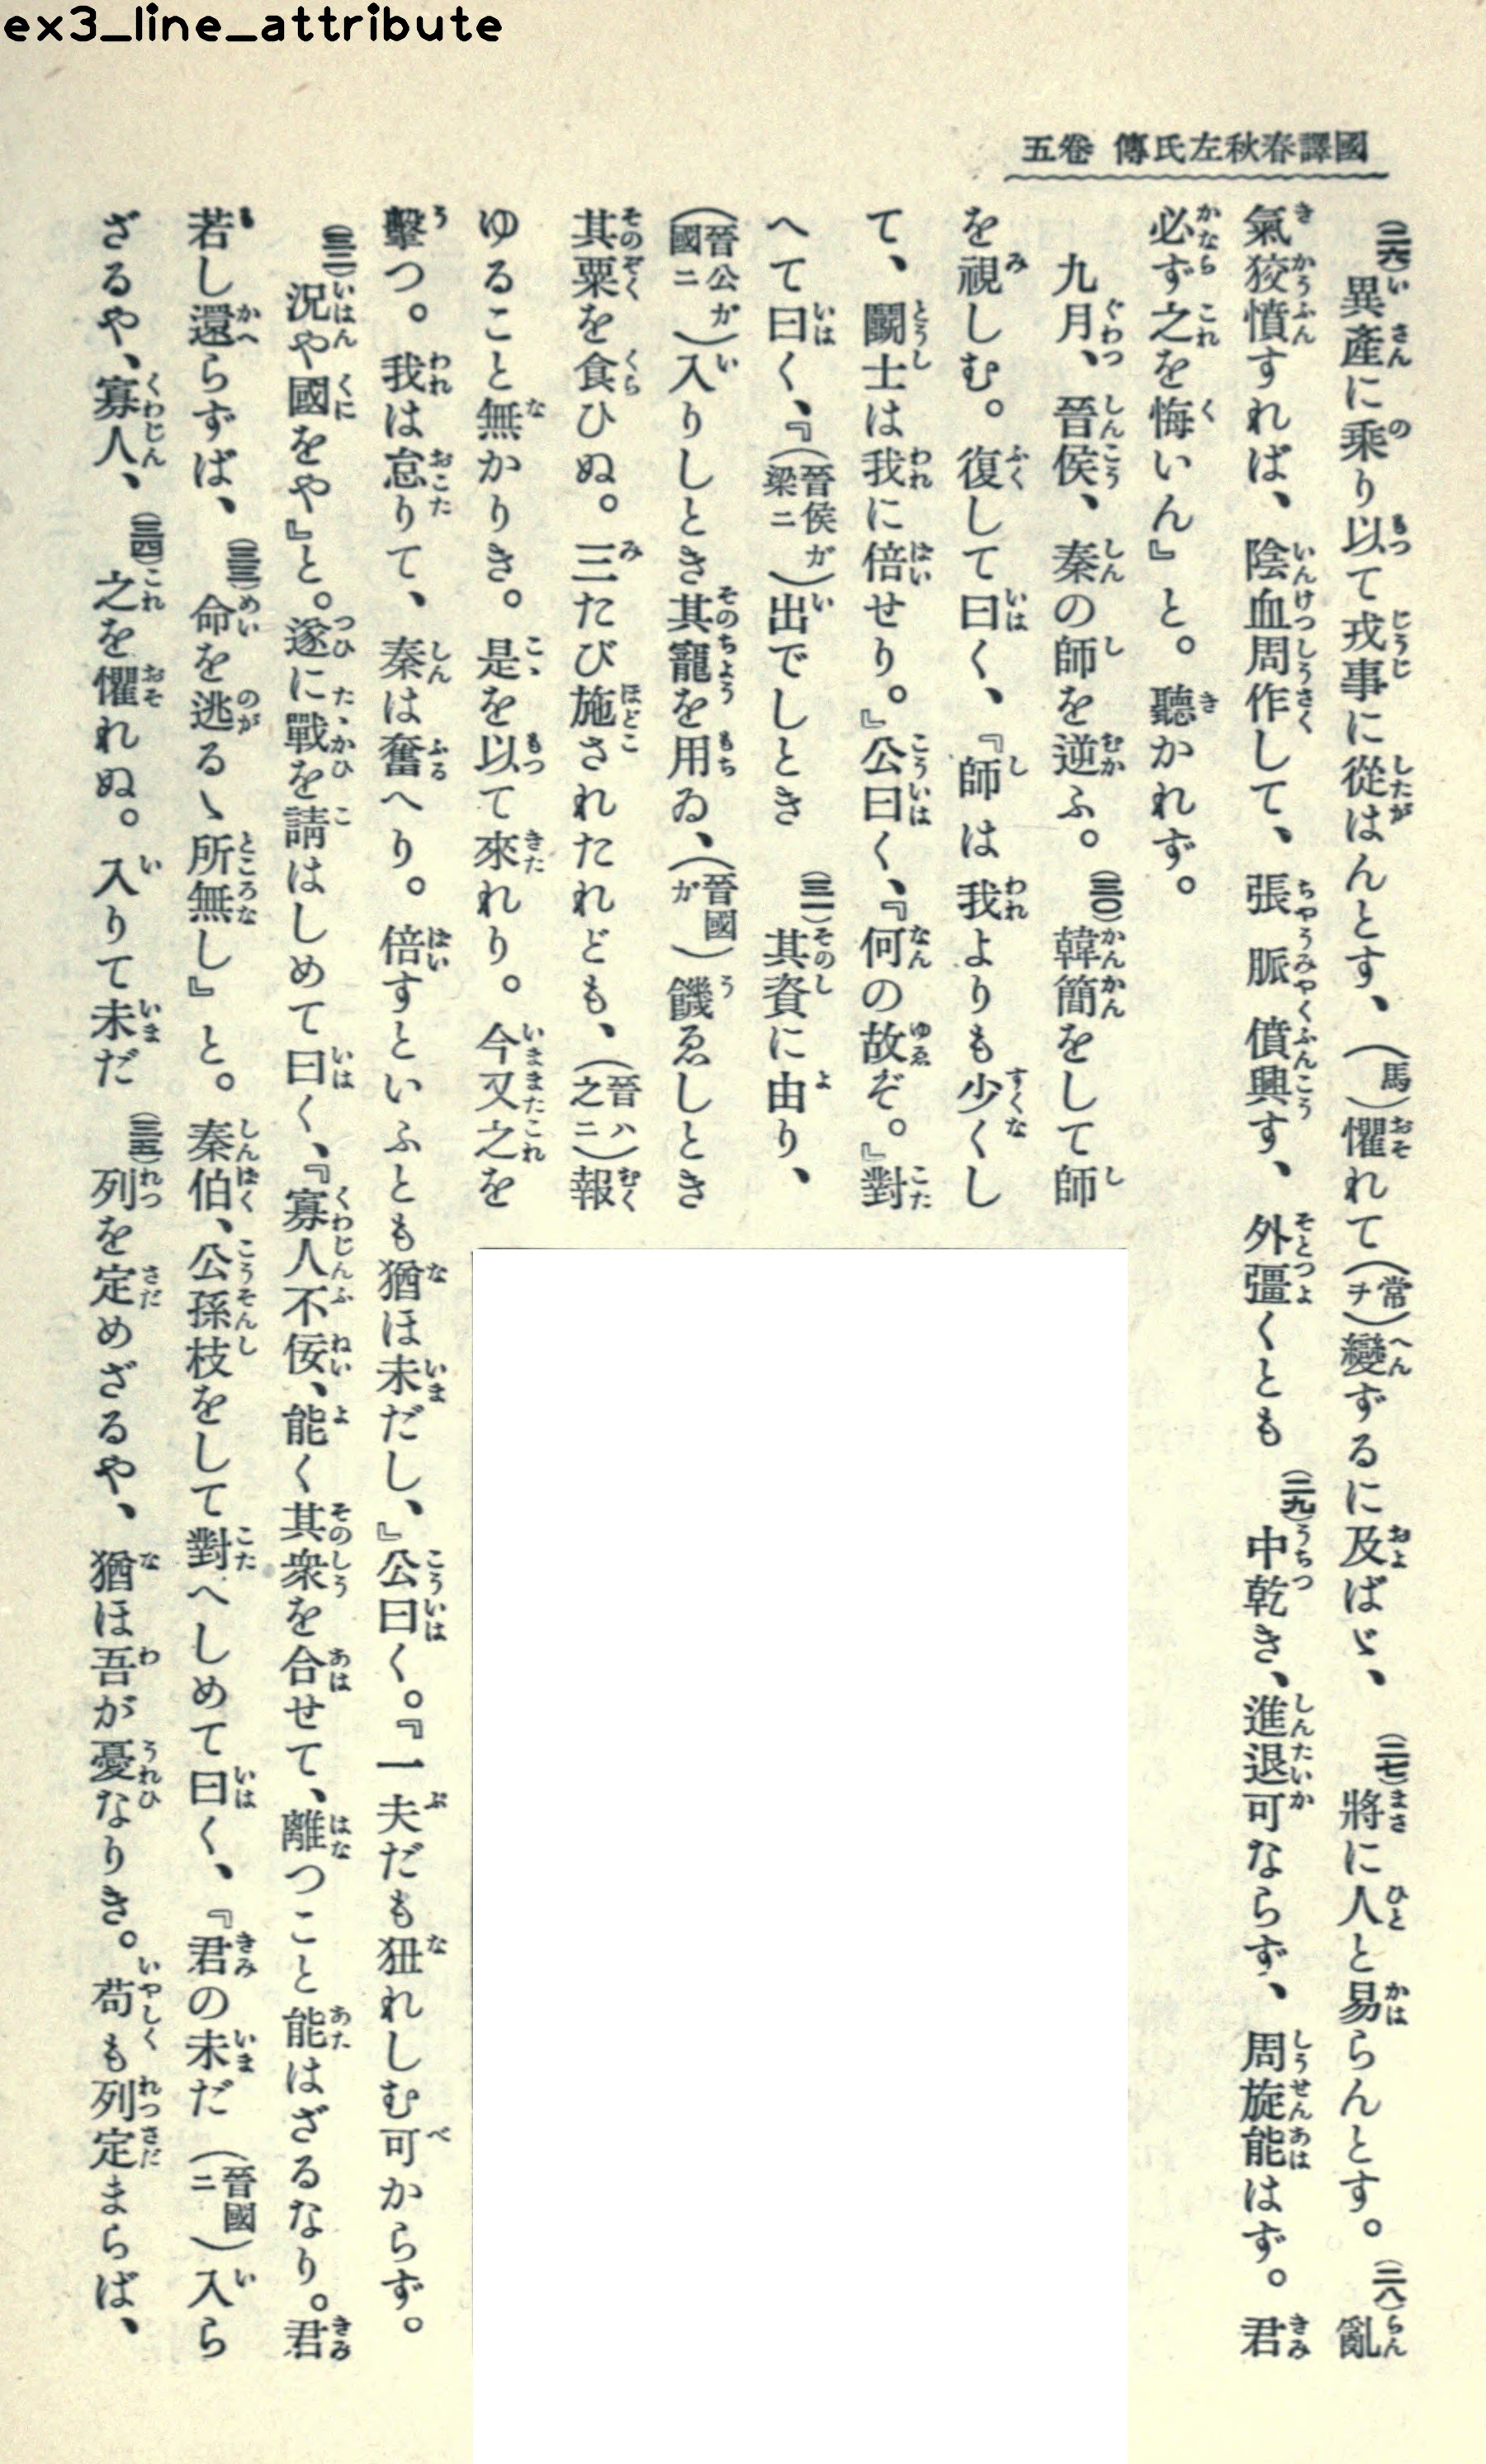 ex3_line_attribute
國譯春秋左氏傳 卷五
(二六)異產に乘り以て戎事に從はんとす、(馬)懼れて(常ヲ)變ずるに及ばゞ、(二七)將に人と易らんとす。(二八)亂
氣狡憤すれば、陰血周作して、張脈僨興す、外彊くとも(二九)中乾き、進退可ならず、周旋能はず。君
必ず之を悔いん』と。聽かれず。
九月、晉侯、秦の師を逆ふ。(三〇)韓簡をして師
を視しむ。復して曰く、『師は我よりも少くし
て、鬭士は我に倍せり。』公曰く、『何の故ぞ。』對
へて曰く、『(晉侯ガ梁ニ)出でしとき(三一)其資に由り、
(晉公ガ國ニ)入りしとき其寵を用ゐ、(晉國ガ)饑ゑしとき
其粟を食ひぬ。三たび施されたれども、(晉ハ之ニ)報
ゆること無かりき。是を以て來れり。今又之を
擊つ。我は怠りて、秦は奮へり。倍すといふとも猶ほ未だし、』公曰く。『一夫だも狃れしむ可からず。
(三二)況や國をや』と。遂に戰を請はしめて曰く、『寡人不佞、能く其衆を合せて、離つこと能はざるなり。君
若し還らずば、(三三)命を逃るゝ所無し』と。秦伯、公孫枝をして對へしめて曰く、『君の未だ(晉國ニ)入ら
ざるや、寡人、(三四)之を懼れぬ。入りて未だ(三五)列を定めざるや、猶ほ吾が憂なりき。苟も列定まらば、